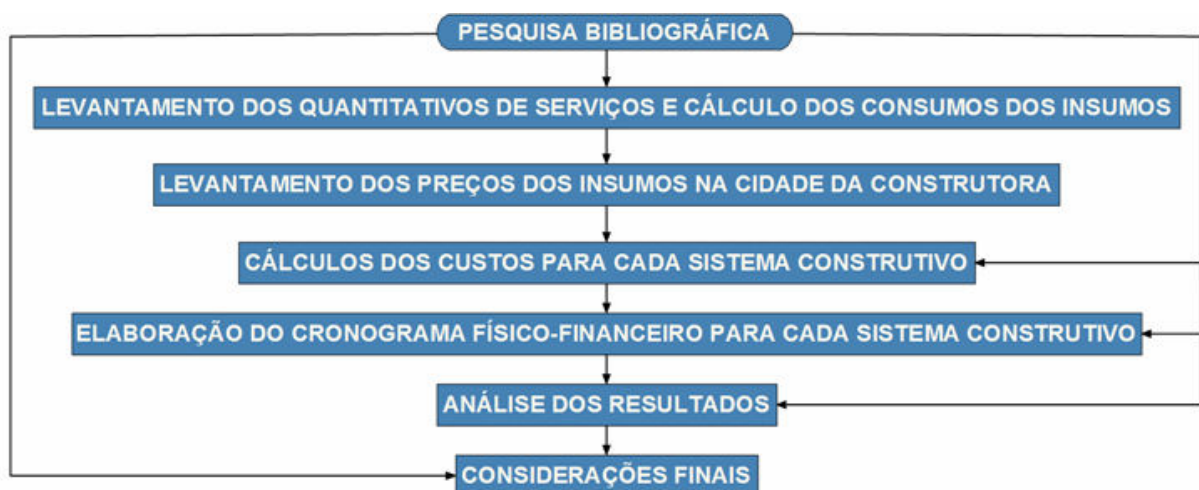 PESQUISA BIBLIOGRÁFICA
LEVANTAMENTO DOS QUANTITATIVOS DE SERVIÇOS E CÁLCULO DOS CONSUMOS DOS INSUMOS
LEVANTAMENTO DOS PREÇOS DOS INSUMOS NA CIDADE DA CONSTRUTORA
CÁLCULOS DOS CUSTOS PARA CADA SISTEMA CONSTRUTIVO
ELABORAÇÃO DO CRONOGRAMA FÍSICO-FINANCEIRO PARA CADA SISTEMA CONSTRUTIVO
ANÁLISE DOS RESULTADOS
CONSIDERAÇÕES FINAIS